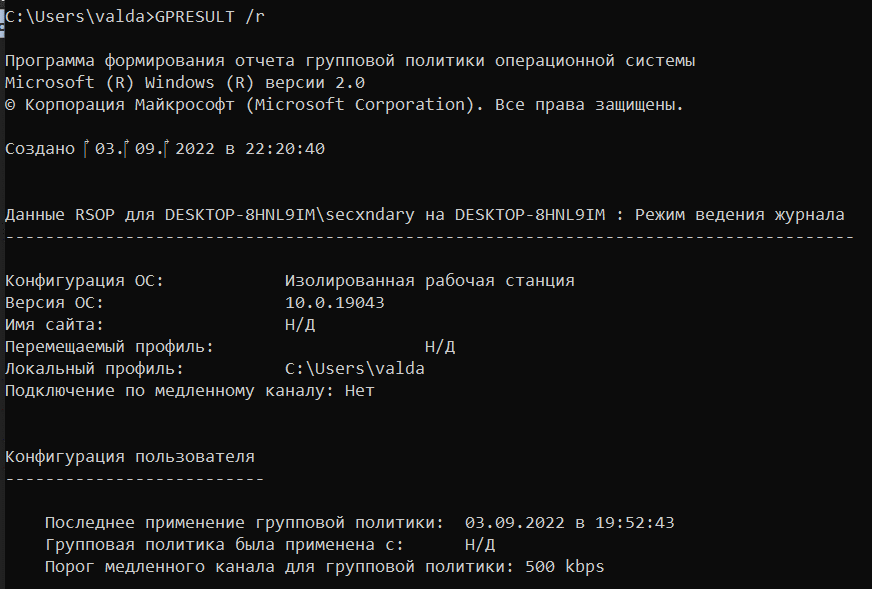 C:\Users\valda>GPRESULT /r
Программа формирования отчета групповой политики операционной системы
Microsoft (R) Windows (R) версии 2.0
© Корпорация Майкрософт (Microsoft Corporation). Все права защищены.
Создано 03.09.2022 в 22:20:40
Данные RSOP для DESKTOP-8HNL9IM\secxndary на DESKTOP-8HNL9IM : Режим ведения журнала
-------------------------------------------------------------------------------------
Конфигурация ОС: Изолированная рабочая станция
Версия ОС: 10.0.19043
Имя сайта: Н/Д
Перемещаемый профиль: Н/Д
Локальный профиль: C:\Users\valda
Подключение по медленному каналу: Нет
Конфигурация пользователя
--------------------------
Последнее применение групповой политики: 03.09.2022 в 19:52:43
Групповая политика была применена с: Н/Д
Порог медленного канала для групповой политики: 500 kbps